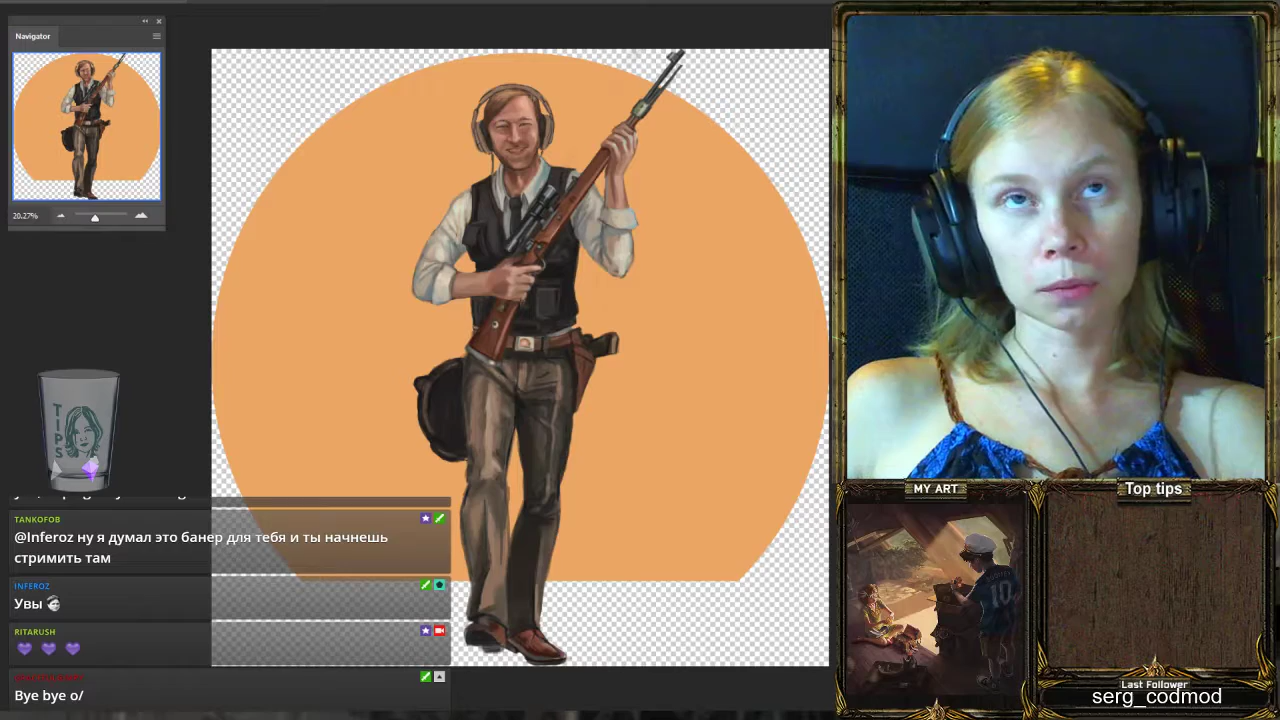 Navigator
20.27%
TIPS
TANKOFOB
@Inferoz ну я думал это банер для тебя и ты начнешь
стримить там
INFEROZ
Увы
RITARUSH
Bye bye o/
MY ART
Top tips
10
Last Follower
serg_codmod